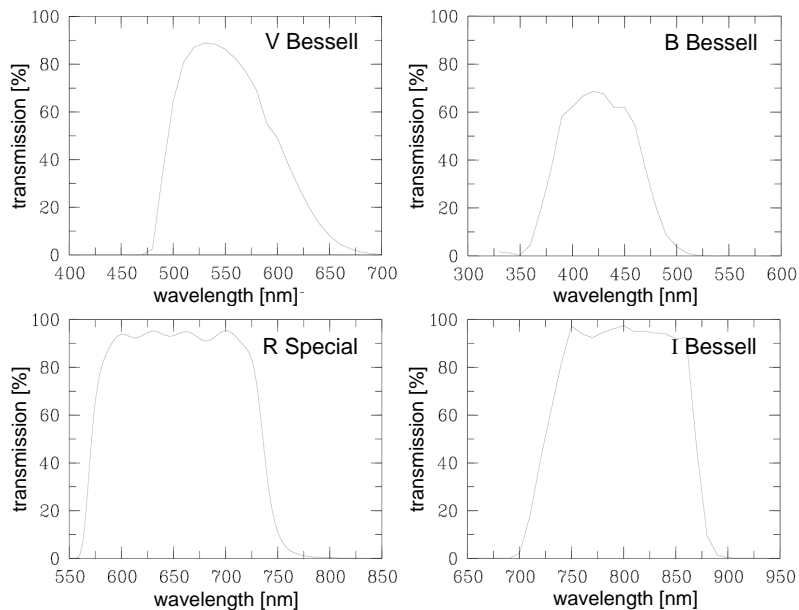 V Bessell
transmission [%]
100
80
60
40
20
0
400 450 500 550 600 650 700
wavelength [nm]-
B Bessell
transmission [%]
100
80
60
40
20
0
300 350 400 450 500 550 600
wavelength [nm]
R Special
transmission [%]
100
80
60
40
20
0
550 600 650 700 750 800 850
wavelength [nm]
I Bessell
transmission [%]
100
80
60
40
20
0
650 700 750 800 850 900 950
wavelength [nm]